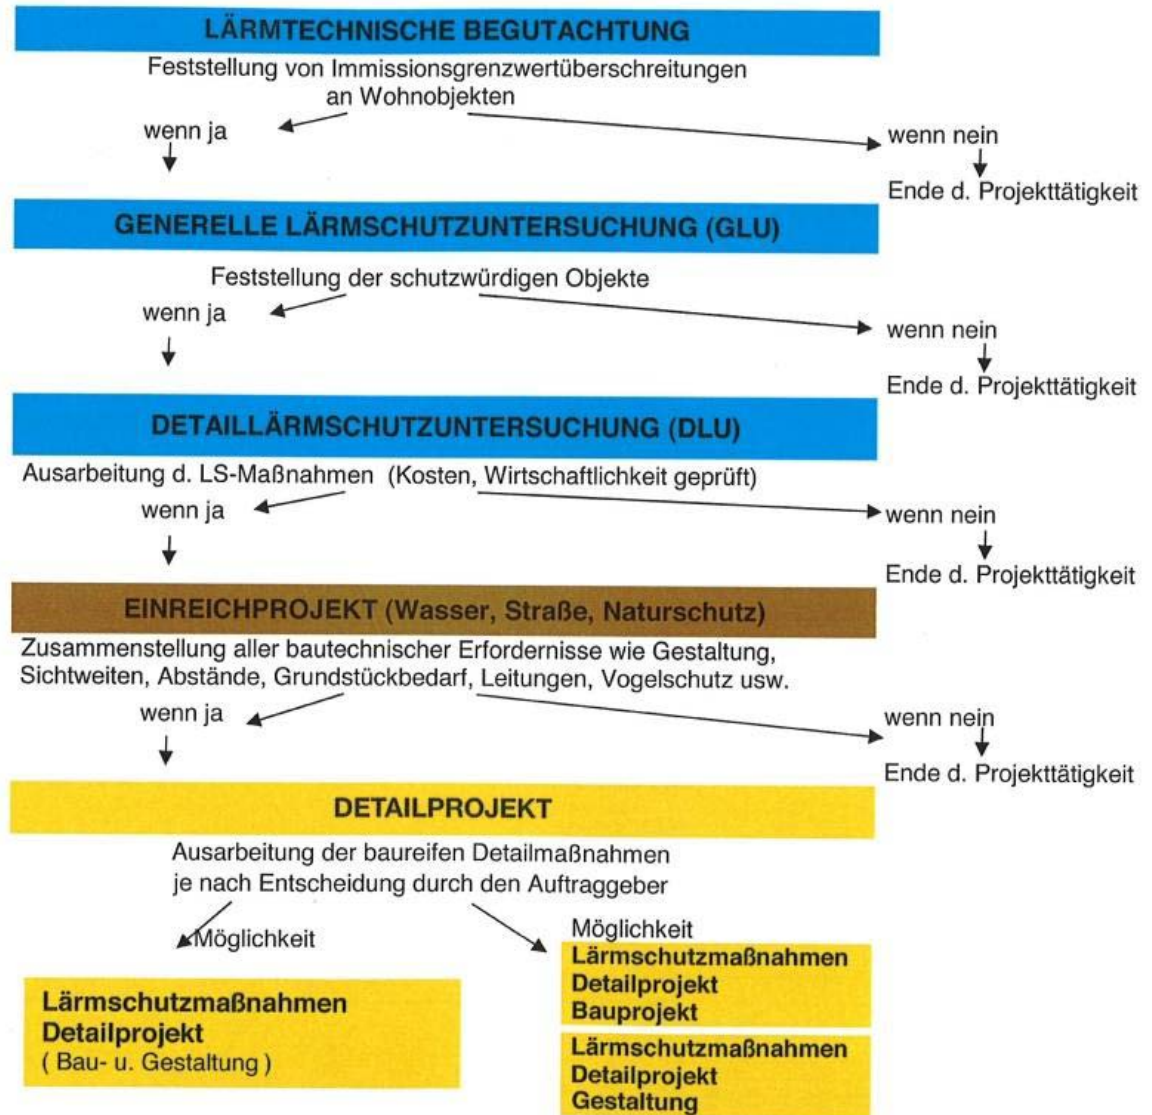 LÄRMTECHNISCHE BEGUTACHTUNG
Feststellung von Immissionsgrenzwertüberschreitungen
an Wohnobjekten
wenn ja
wenn nein
Ende d. Projekttätigkeit
GENERELLE LÄRMSCHUTZUNTERSUCHUNG (GLU)
Feststellung der schutzwürdigen Objekte
wenn ja
wenn nein
Ende d. Projekttätigkeit
DETAILLÄRMSCHUTZUNTERSUCHUNG (DLU)
Ausarbeitung d. LS-Maßnahmen (Kosten, Wirtschaftlichkeit geprüft)
wenn ja
wenn nein
Ende d. Projekttätigkeit
EINREICHPROJEKT (Wasser, Straße, Naturschutz)
Zusammenstellung aller bautechnischer Erfordernisse wie Gestaltung,
Sichtweiten, Abstände, Grundstückbedarf, Leitungen, Vogelschutz usw.
wenn ja
wenn nein
Ende d. Projekttätigkeit
DETAILPROJEKT
Ausarbeitung der baureifen Detailmaßnahmen
je nach Entscheidung durch den Auftraggeber
Möglichkeit
Lärmschutzmaßnahmen
Detailprojekt
( Bau- u. Gestaltung )
Möglichkeit
Lärmschutzmaßnahmen
Detailprojekt
Bauprojekt
Lärmschutzmaßnahmen
Detailprojekt
Gestaltung